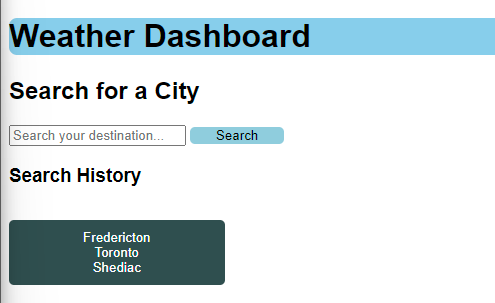 Weather Dashboard
Search for a City
Search your destination... Search
Search History
Fredericton
Toronto
Shediac